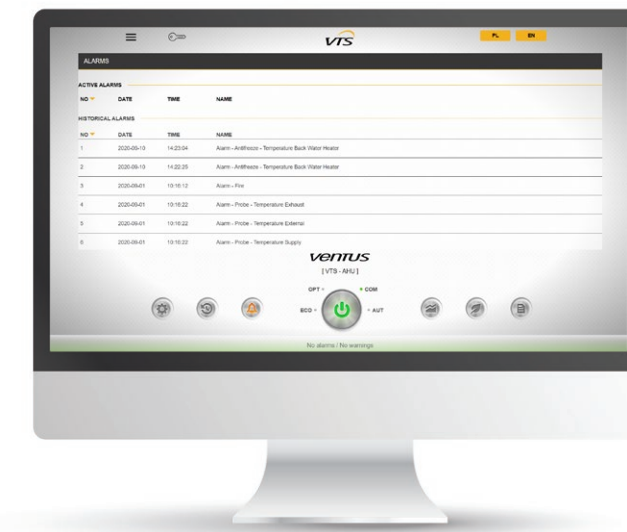 VTS
PL EN
ALARMS
ACTIVE ALARMS
NO DATE TIME NAME
HISTORICAL ALARMS
NO DATE TIME NAME
1 2020-09-10 14:23:04 Alarm - Antifreeze - Temperature Back Water Heater
2 2020-09-10 14:22:25 Alarm - Antifreeze - Temperature Back Water Heater
3 2020-09-01 10:16:12 Alarm - Fire
4 2020-09-01 10:16:22 Alarm - Probe - Temperature Exhaust
5 2020-09-01 10:16:22 Alarm - Probe - Temperature External
6 2020-09-01 10:16:22 Alarm - Probe - Temperature Supply
VENTUS
[ VTS - AHU ]
OPT COM
ECO AUT
No alarms / No warnings